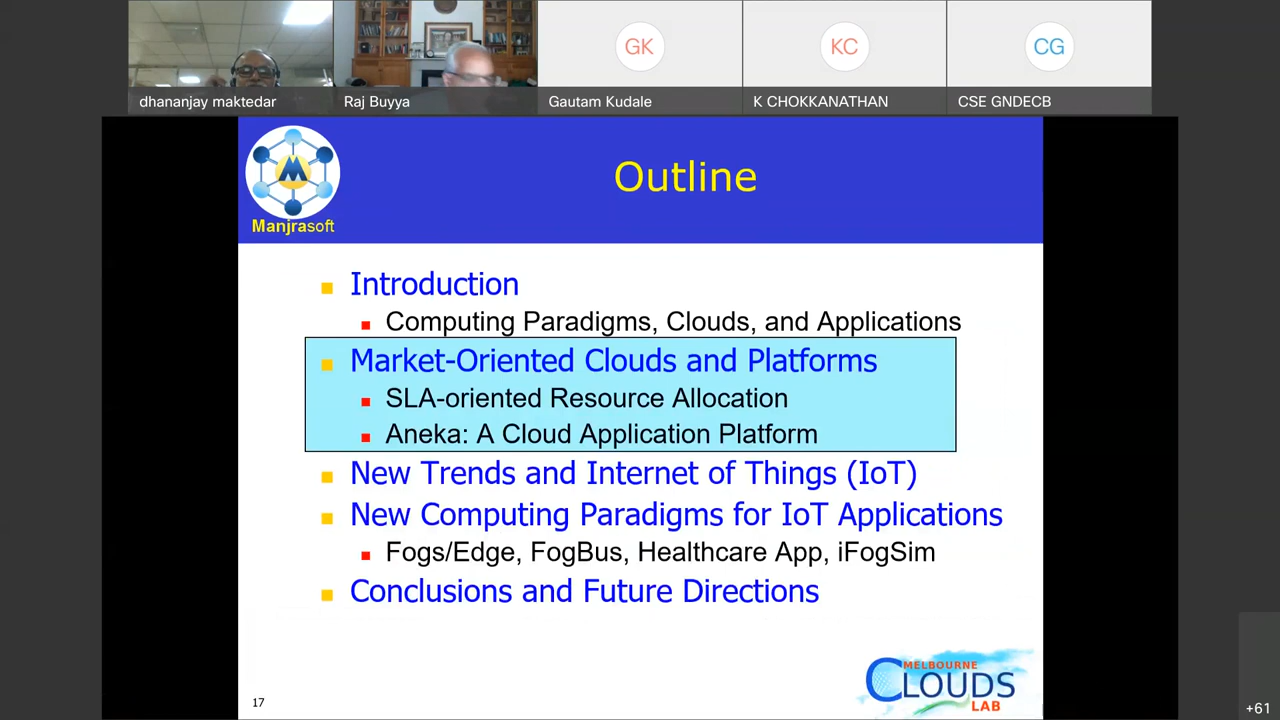 dhananjay maktedar
Raj Buyya
GK
Gautam Kudale
KC
K CHOKKANATHAN
CG
CSE GNDECB
M
Manjrasoft
Outline
Introduction
Computing Paradigms, Clouds, and Applications
Market-Oriented Clouds and Platforms
SLA-oriented Resource Allocation
Aneka: A Cloud Application Platform
New Trends and Internet of Things (IoT)
New Computing Paradigms for IoT Applications
Fogs/Edge, FogBus, Healthcare App, iFogSim
Conclusions and Future Directions
17
MELBOURNE
CLOUDS
LAB
+61